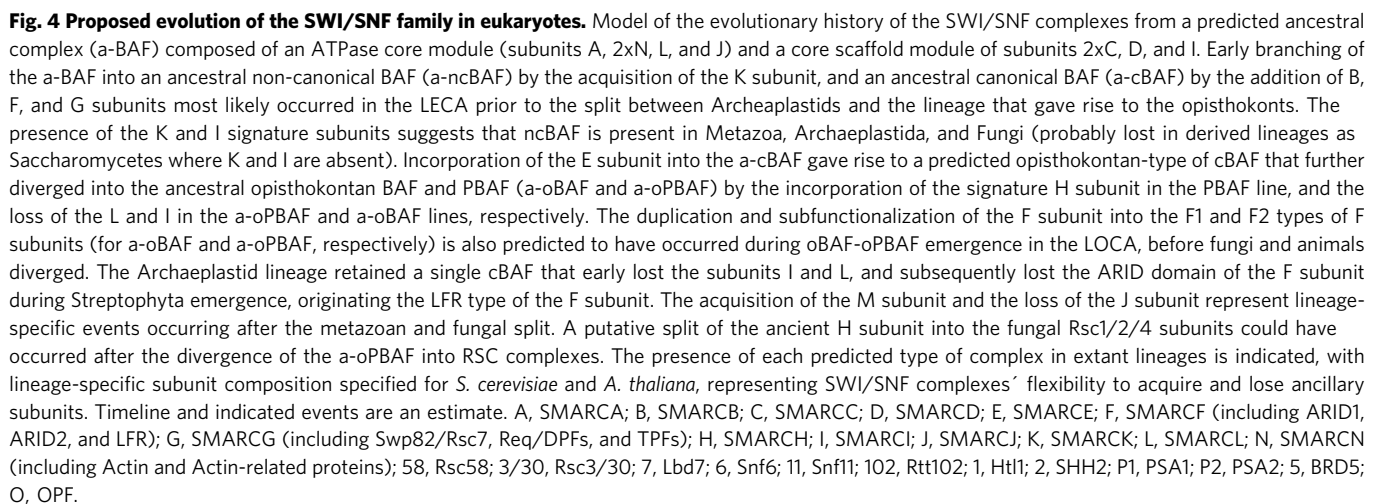 Fig. 4 Proposed evolution of the SWI/SNF family in eukaryotes. Model of the evolutionary history of the SWI/SNF complexes from a predicted ancestral
complex (a-BAF) composed of an ATPase core module (subunits A, 2xN, L, and J) and a core scaffold module of subunits 2xC, D, and I. Early branching of
the a-BAF into an ancestral non-canonical BAF (a-ncBAF) by the acquisition of the K subunit, and an ancestral canonical BAF (a-cBAF) by the addition of B,
F, and G subunits most likely occurred in the LECA prior to the split between Archeaplastids and the lineage that gave rise to the opisthokonts. The
presence of the K and I signature subunits suggests that ncBAF is present in Metazoa, Archaeplastida, and Fungi (probably lost in derived lineages as
Saccharomycetes where K and I are absent). Incorporation of the E subunit into the a-cBAF gave rise to a predicted opisthokontan-type of cBAF that further
diverged into the ancestral opisthokontan BAF and PBAF (a-oBAF and a-oPBAF) by the incorporation of the signature H subunit in the PBAF line, and the
loss of the L and I in the a-oPBAF and a-oBAF lines, respectively. The duplication and subfunctionalization of the F subunit into the F1 and F2 types of F
subunits (for a-oBAF and a-oPBAF, respectively) is also predicted to have occurred during oBAF-oPBAF emergence in the LOCA, before fungi and animals
diverged. The Archaeplastid lineage retained a single cBAF that early lost the subunits I and L, and subsequently lost the ARID domain of the F subunit
during Streptophyta emergence, originating the LFR type of the F subunit. The acquisition of the M subunit and the loss of the J subunit represent lineage-
specific events occurring after the metazoan and fungal split. A putative split of the ancient H subunit into the fungal Rsc1/2/4 subunits could have
occurred after the divergence of the a-oPBAF into RSC complexes. The presence of each predicted type of complex in extant lineages is indicated, with
lineage-specific subunit composition specified for S. cerevisiae and A. thaliana, representing SWI/SNF complexes´ flexibility to acquire and lose ancillary
subunits. Timeline and indicated events are an estimate. A, SMARCA; B, SMARCB; C, SMARCC; D, SMARCD; E, SMARCE; F, SMARCF (including ARID1,
ARID2, and LFR); G, SMARCG (including Swp82/Rsc7, Req/DPFs, and TPFs); H, SMARCH; I, SMARCI; J, SMARCJ; K, SMARCK; L, SMARCL; N, SMARCN
(including Actin and Actin-related proteins); 58, Rsc58; 3/30, Rsc3/30; 7, Lbd7; 6, Snf6; 11, Snf11; 102, Rtt102; 1, Htl1; 2, SHH2; P1, PSA1; P2, PSA2; 5, BRD5;
O, OPF.